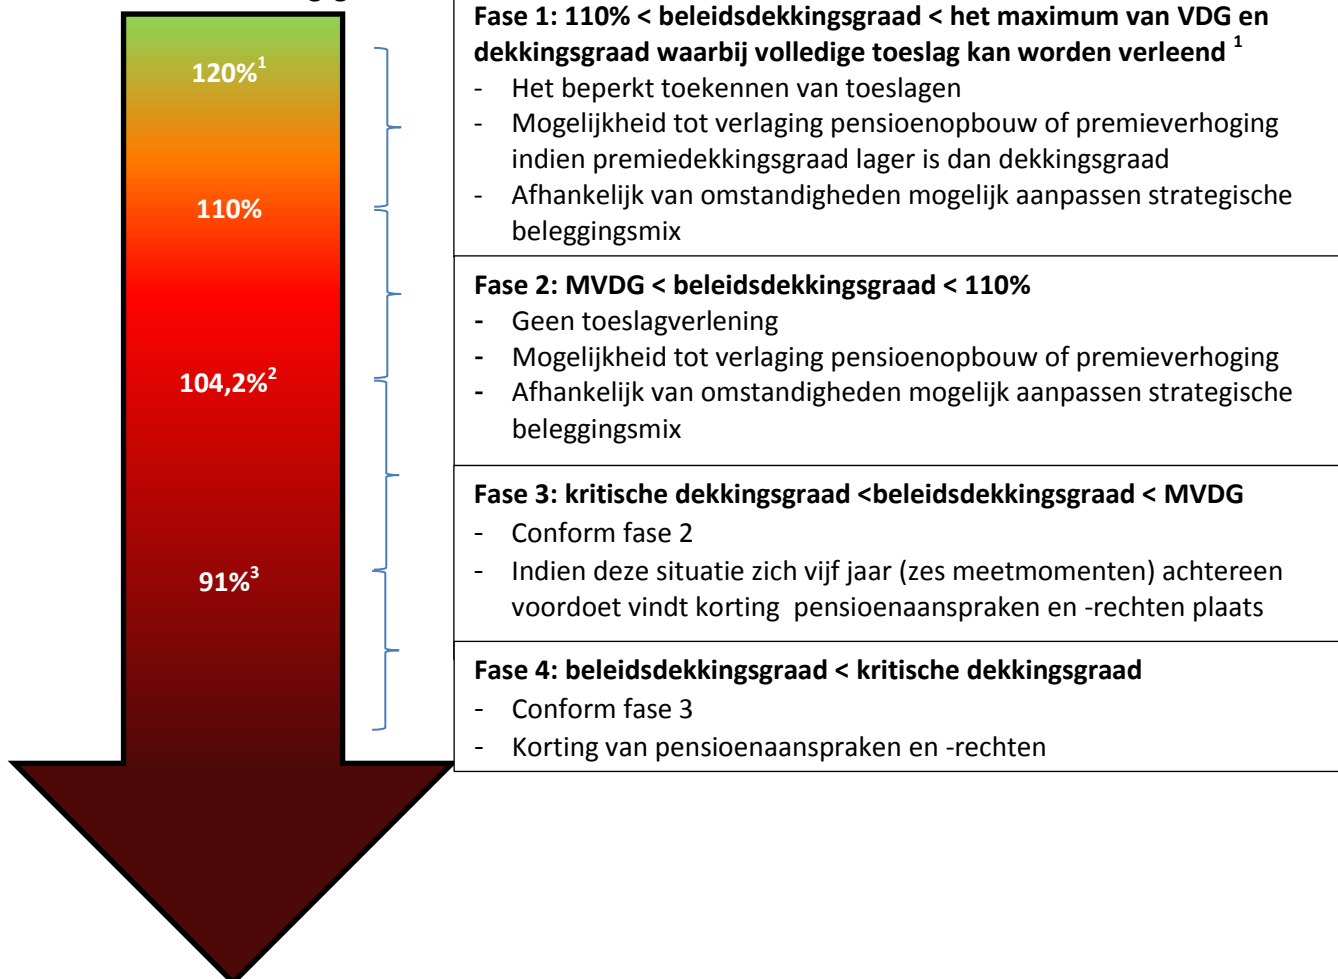 120%1
110%
104,2%2
91%3
Fase 1: 110% < beleidsdekkingsgraad < het maximum van VDG en
dekkingsgraad waarbij volledige toeslag kan worden verleend 1
- Het beperkt toekennen van toeslagen
- Mogelijkheid tot verlaging pensioenopbouw of premieverhoging
indien premiedekkingsgraad lager is dan dekkingsgraad
- Afhankelijk van omstandigheden mogelijk aanpassen strategische
beleggingsmix
Fase 2: MVDG < beleidsdekkingsgraad < 110%
- Geen toeslagverlening
- Mogelijkheid tot verlaging pensioenopbouw of premieverhoging
- Afhankelijk van omstandigheden mogelijk aanpassen strategische
beleggingsmix
Fase 3: kritische dekkingsgraad <beleidsdekkingsgraad < MVDG
- Conform fase 2
- Indien deze situatie zich vijf jaar (zes meetmomenten) achtereen
voordoet vindt korting pensioenaanspraken en -rechten plaats
Fase 4: beleidsdekkingsgraad < kritische dekkingsgraad
- Conform fase 3
- Korting van pensioenaanspraken en -rechten